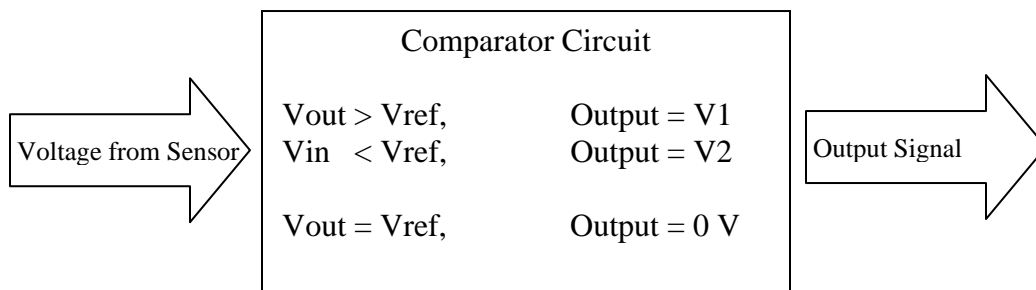 Comparator Circuit
Vout > Vref, Output = V1
Voltage from Sensor
Vin < Vref, Output = V2
Output Signal
Vout = Vref, Output = 0 V